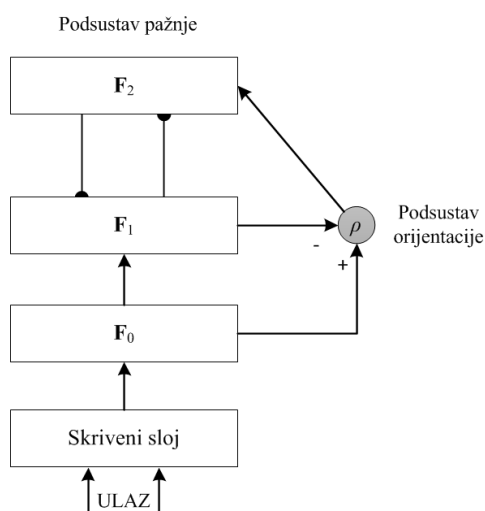 Podsustav pažnje
F2
F1
ρ
Podsustav
orijentacije
-
+
F0
Skriveni sloj
ULAZ